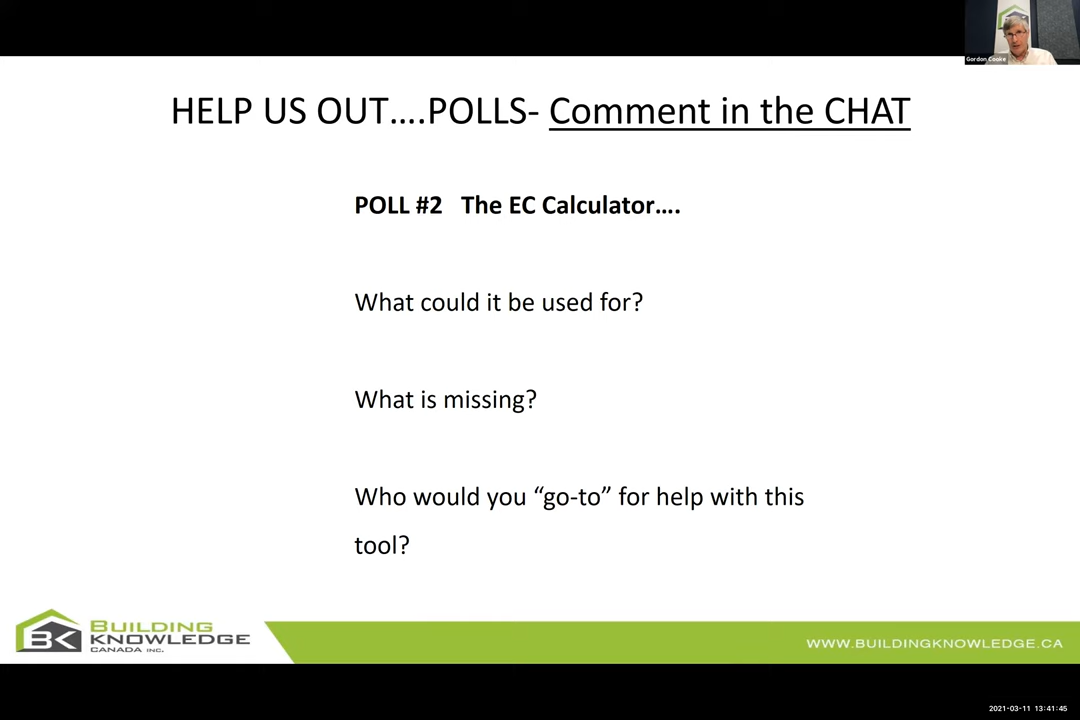 Gordon Cooke
HELP US OUT....POLLS- Comment in the CHAT
POLL #2 The EC Calculator....
What could it be used for?
What is missing?
Who would you “go-to” for help with this
tool?
BK
BUILDING
KNOWLEDGE
CANADA INC.
WWW.BUILDINGKNOWLEDGE.CA
2021-03-11 13:41:45